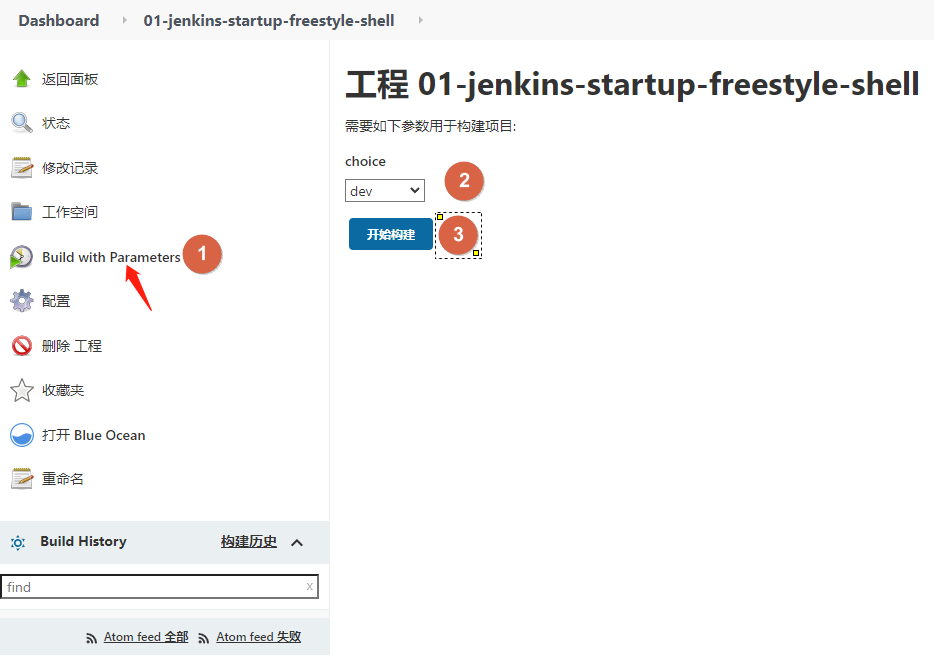 Dashboard 01-jenkins-startup-freestyle-shell
返回面板
状态
修改记录
工作空间
Build with Parameters 1
配置
删除 工程
收藏夹
打开 Blue Ocean
重命名
Build History 构建历史
find x
Atom feed 全部 Atom feed 失败
工程 01-jenkins-startup-freestyle-shell
需要如下参数用于构建项目:
choice
dev 2
开始构建 3